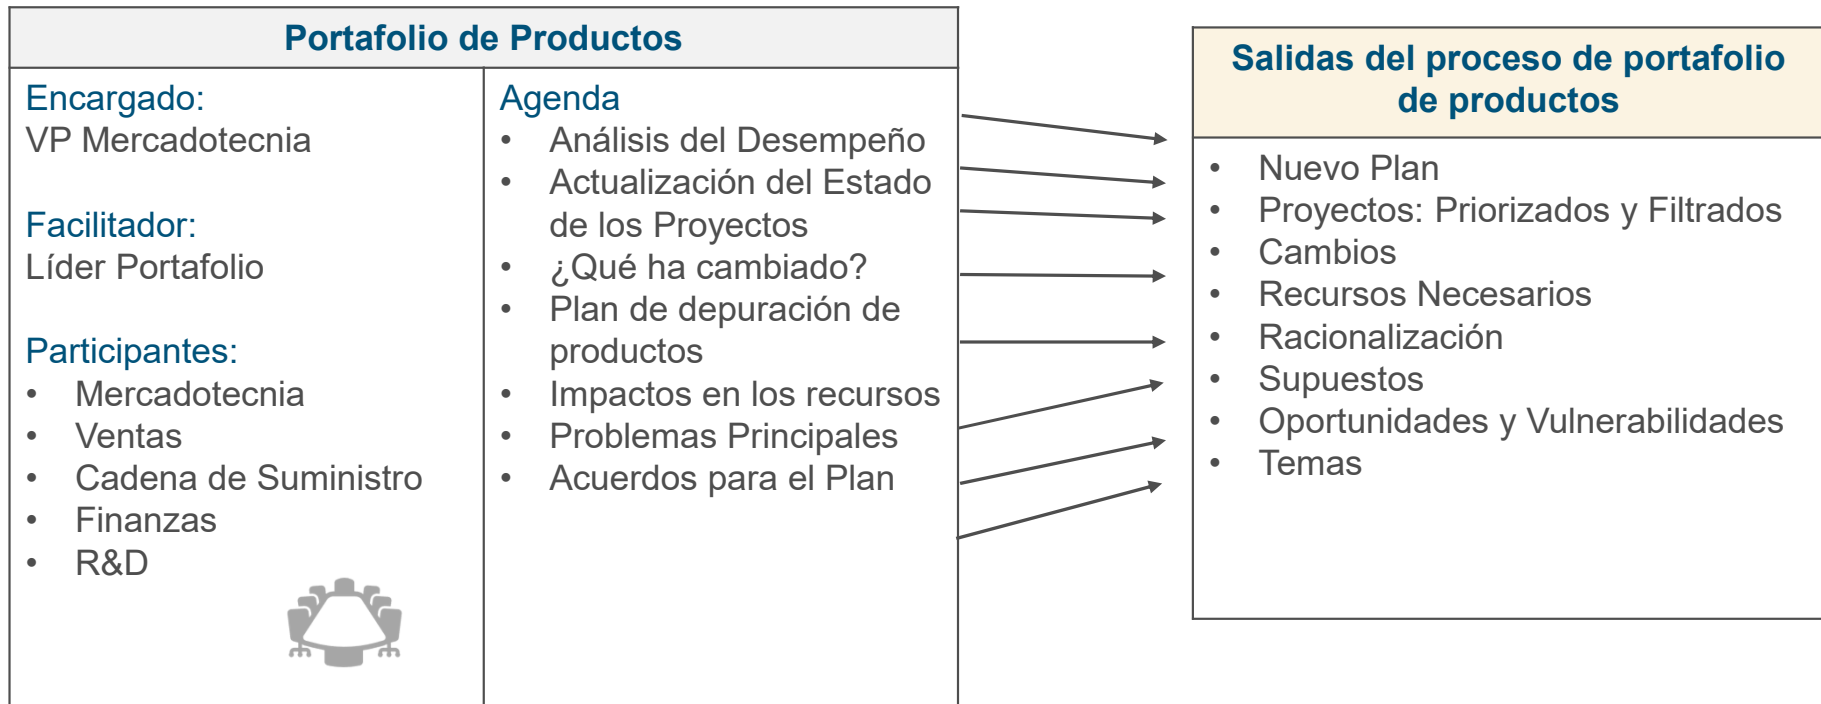 Portafolio de Productos
Encargado:
VP Mercadotecnia
Facilitador:
Líder Portafolio
Participantes:
• Mercadotecnia
• Ventas
• Cadena de Suministro
• Finanzas
• R&D
Agenda
• Análisis del Desempeño
• Actualización del Estado
de los Proyectos
• ¿Qué ha cambiado?
• Plan de depuración de
productos
• Impactos en los recursos
• Problemas Principales
• Acuerdos para el Plan
Salidas del proceso de portafolio
de productos
• Nuevo Plan
• Proyectos: Priorizados y Filtrados
• Cambios
• Recursos Necesarios
• Racionalización
• Supuestos
• Oportunidades y Vulnerabilidades
• Temas